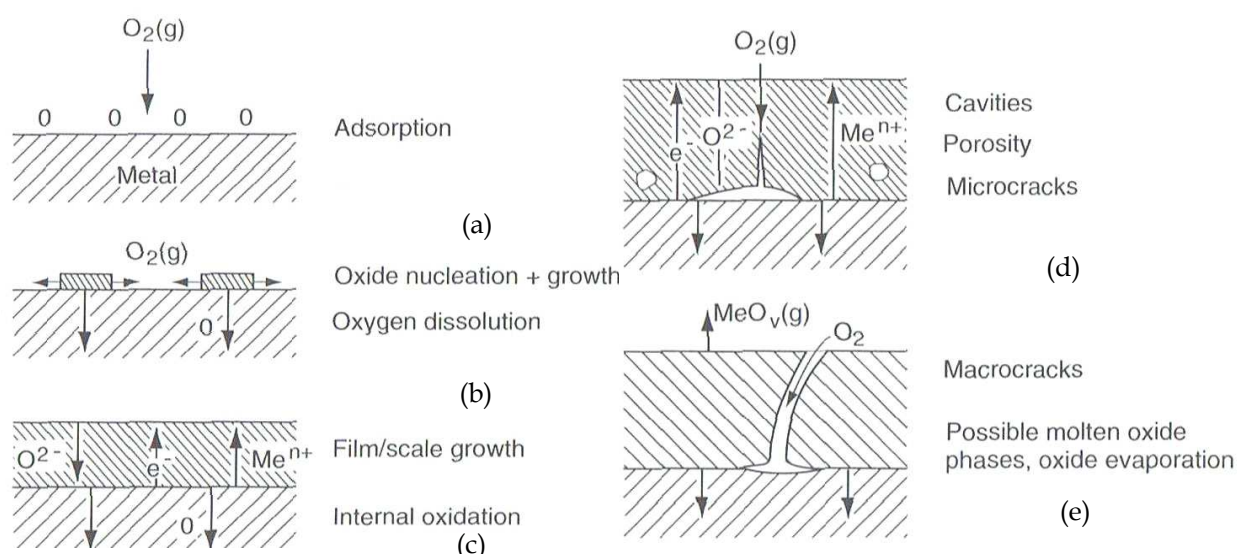 O2(g)
0 0 0 0
Metal
Adsorption
(a)
O2(g)
0
Oxide nucleation + growth
Oxygen dissolution
(b)
O2-
e-
Men+
0
Film/scale growth
Internal oxidation
(c)
O2(g)
e-
O2-
Men+
Cavities
Porosity
Microcracks
(d)
MeOv(g)
O2
Macrocracks
Possible molten oxide
phases, oxide evaporation
(e)